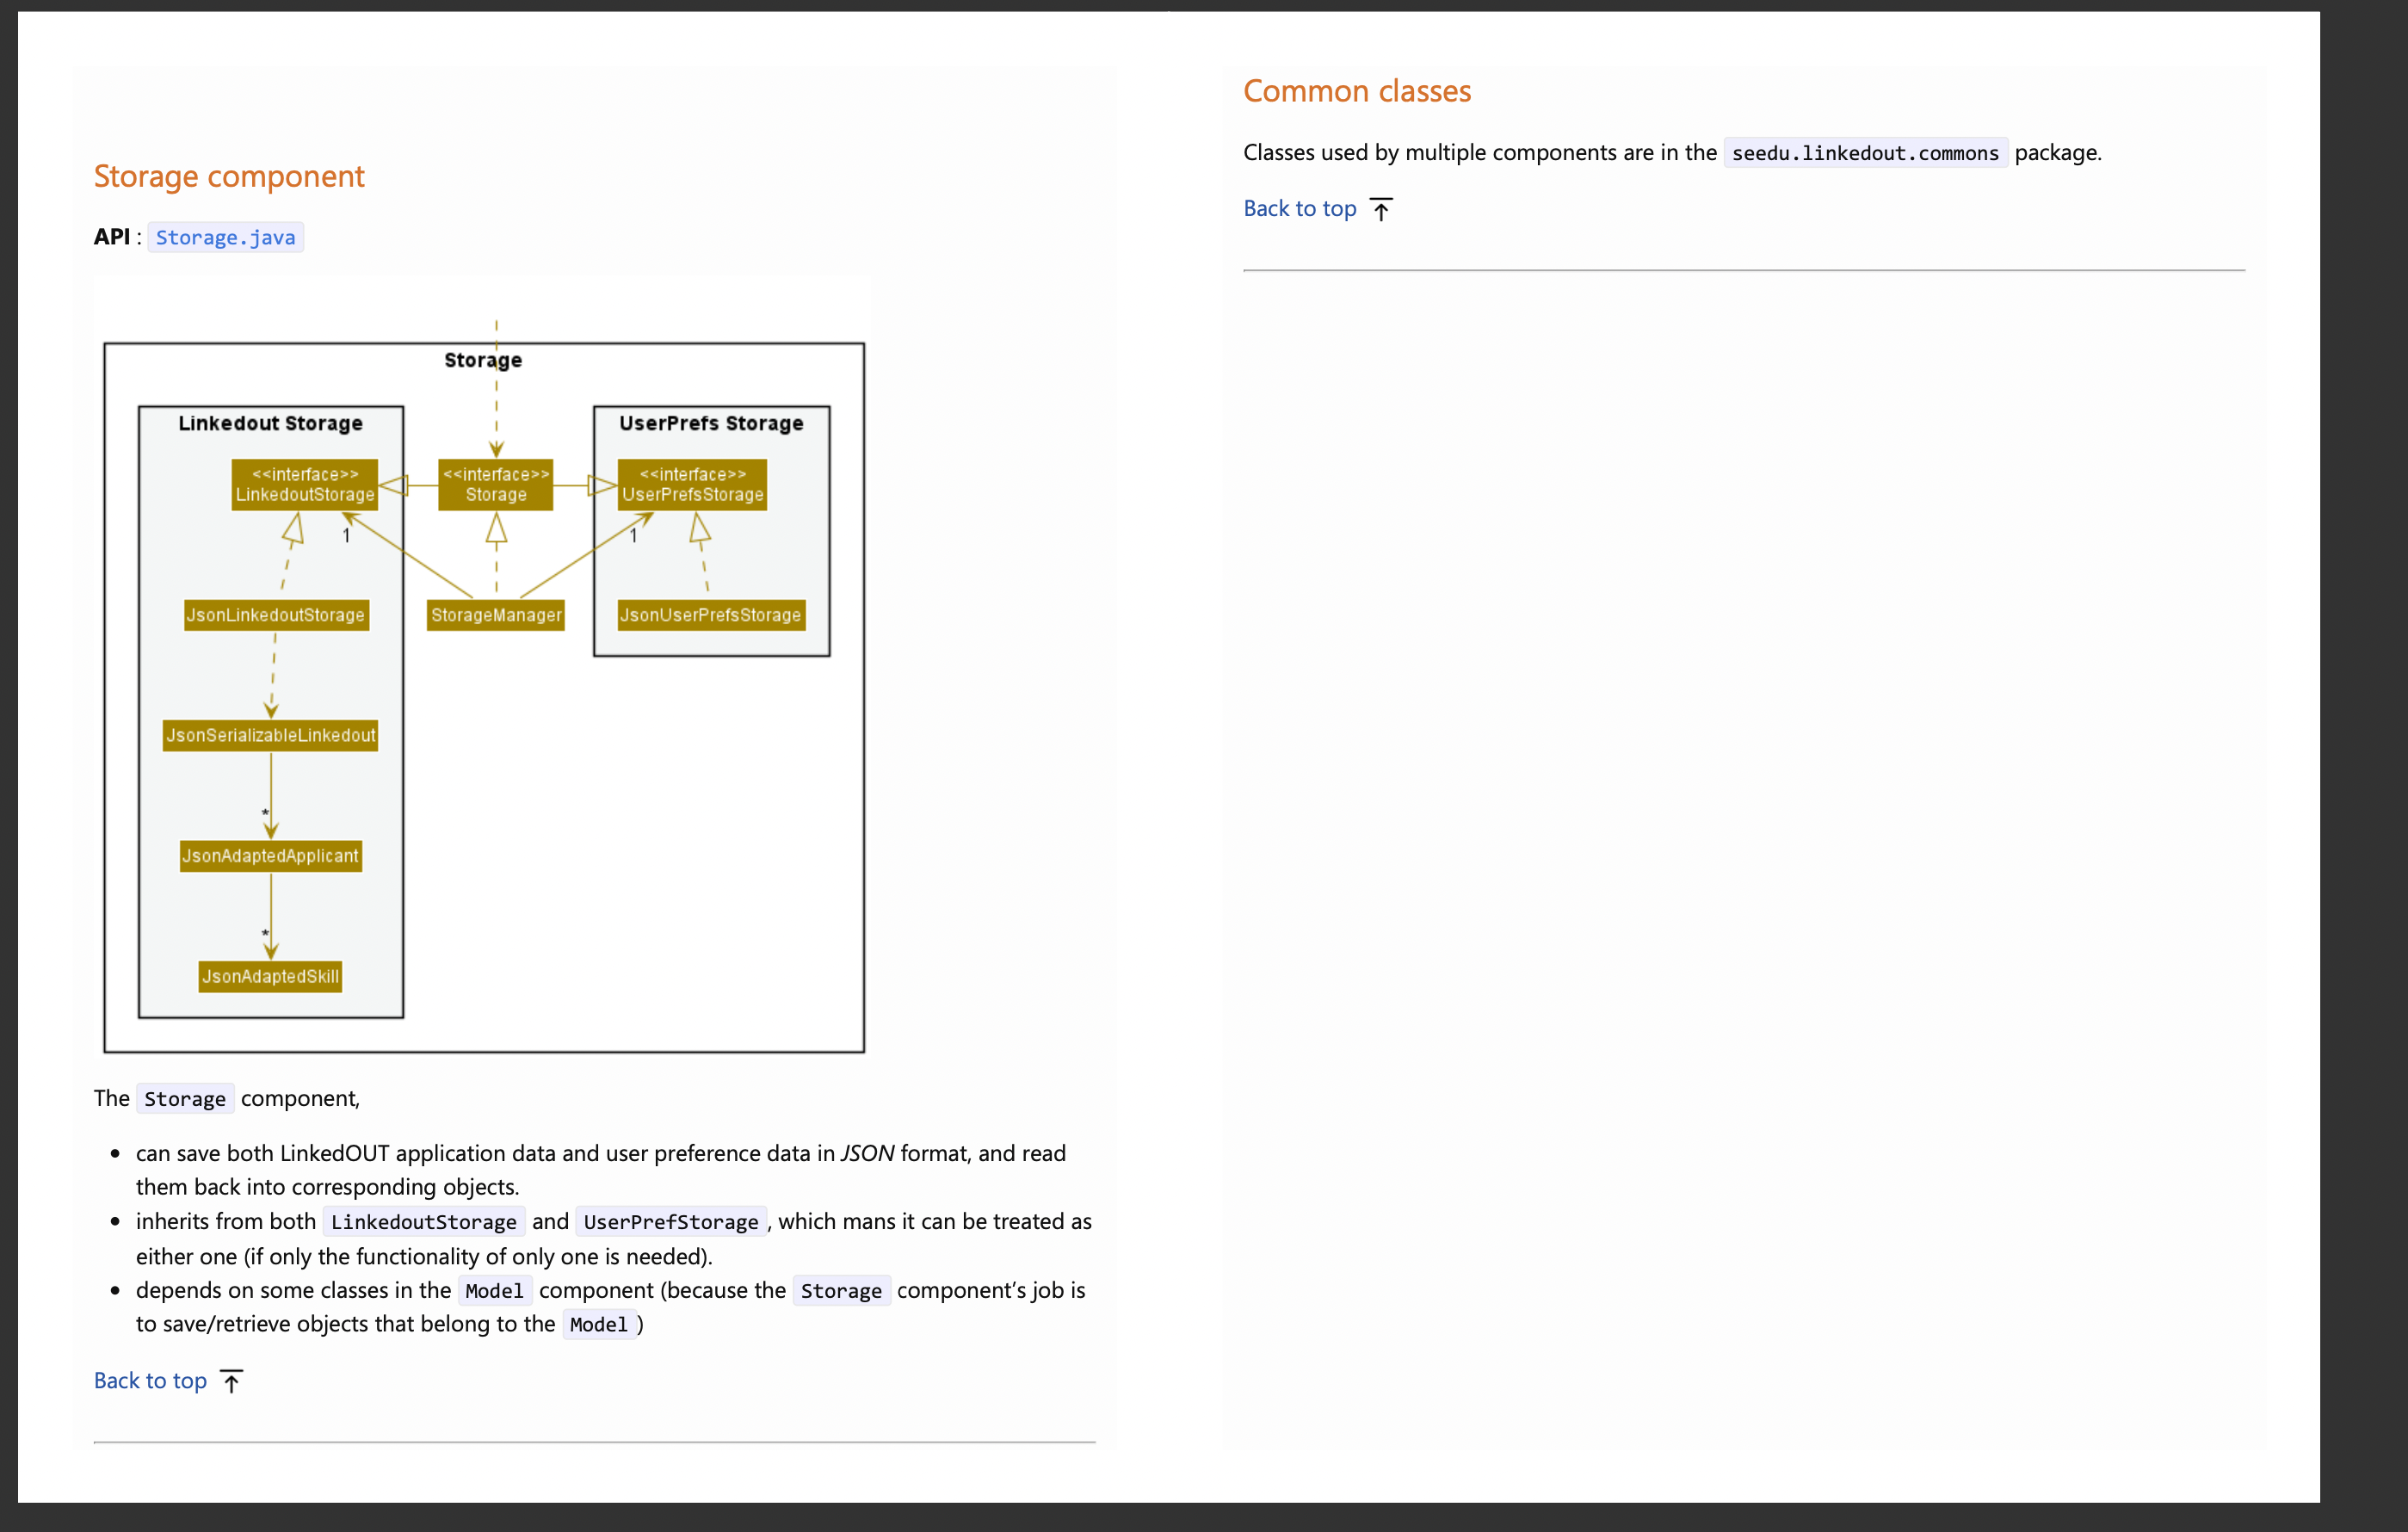 Storage component
API : Storage.java
Storage
Linkedout Storage
UserPrefs Storage
<<interface>>
LinkedoutStorage
<<interface>>
Storage
<<interface>>
UserPrefsStorage
1
1
JsonLinkedoutStorage
StorageManager
JsonUserPrefsStorage
JsonSerializableLinkedout
*
JsonAdaptedApplicant
*
JsonAdaptedSkill
The Storage component,
• can save both LinkedOUT application data and user preference data in JSON format, and read
them back into corresponding objects.
• inherits from both LinkedoutStorage and UserPrefStorage, which mans it can be treated as
either one (if only the functionality of only one is needed).
• depends on some classes in the Model component (because the Storage component’s job is
to save/retrieve objects that belong to the Model)
Back to top
Common classes
Classes used by multiple components are in the seedu.linkedout.commons package.
Back to top